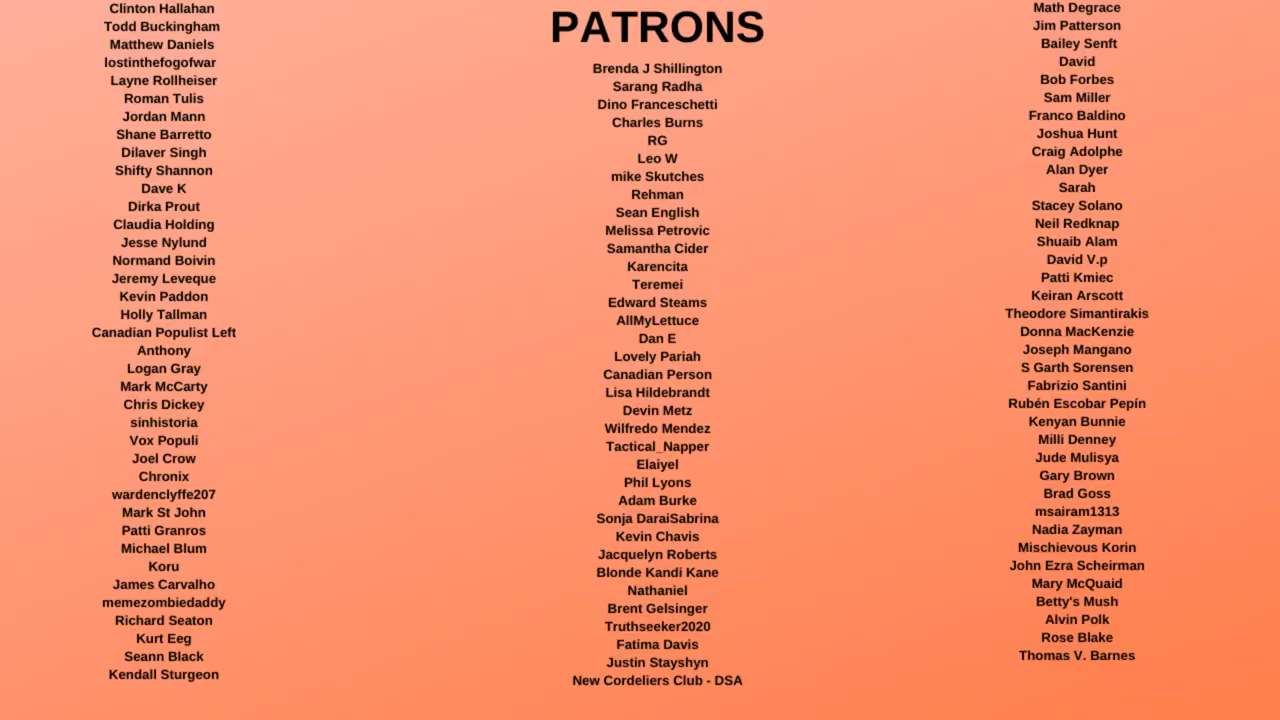 PATRONS
Clinton Hallahan
Todd Buckingham
Matthew Daniels
lostinthefogofwar
Layne Rollheiser
Roman Tulis
Jordan Mann
Shane Barretto
Dilaver Singh
Shifty Shannon
Dave K
Dirka Prout
Claudia Holding
Jesse Nylund
Normand Boivin
Jeremy Leveque
Kevin Paddon
Holly Tallman
Canadian Populist Left
Anthony
Logan Gray
Mark McCarty
Chris Dickey
sinhistoria
Vox Populi
Joel Crow
Chronix
wardenclyffe207
Mark St John
Patti Granros
Michael Blum
Koru
James Carvalho
memezombiedaddy
Richard Seaton
Kurt Eeg
Seann Black
Kendall Sturgeon
Brenda J Shillington
Sarang Radha
Dino Franceschetti
Charles Burns
RG
Leo W
mike Skutches
Rehman
Sean English
Melissa Petrovic
Samantha Cider
Karencita
Teremei
Edward Steams
AllMyLettuce
Dan E
Lovely Pariah
Canadian Person
Lisa Hildebrandt
Devin Metz
Wilfredo Mendez
Tactical_Napper
Elaiyel
Phil Lyons
Adam Burke
Sonja DaraiSabrina
Kevin Chavis
Jacquelyn Roberts
Blonde Kandi Kane
Nathaniel
Brent Gelsinger
Truthseeker2020
Fatima Davis
Justin Stayshyn
New Cordeliers Club - DSA
Math Degrace
Jim Patterson
Bailey Senft
David
Bob Forbes
Sam Miller
Franco Baldino
Joshua Hunt
Craig Adolphe
Alan Dyer
Sarah
Stacey Solano
Neil Redknap
Shuaib Alam
David V.p
Patti Kmiec
Keiran Arscott
Theodore Simantirakis
Donna MacKenzie
Joseph Mangano
S Garth Sorensen
Fabrizio Santini
Rubén Escobar Pepín
Kenyan Bunnie
Milli Denney
Jude Mulisya
Gary Brown
Brad Goss
msairam1313
Nadia Zayman
Mischievous Korin
John Ezra Scheirman
Mary McQuaid
Betty's Mush
Alvin Polk
Rose Blake
Thomas V. Barnes